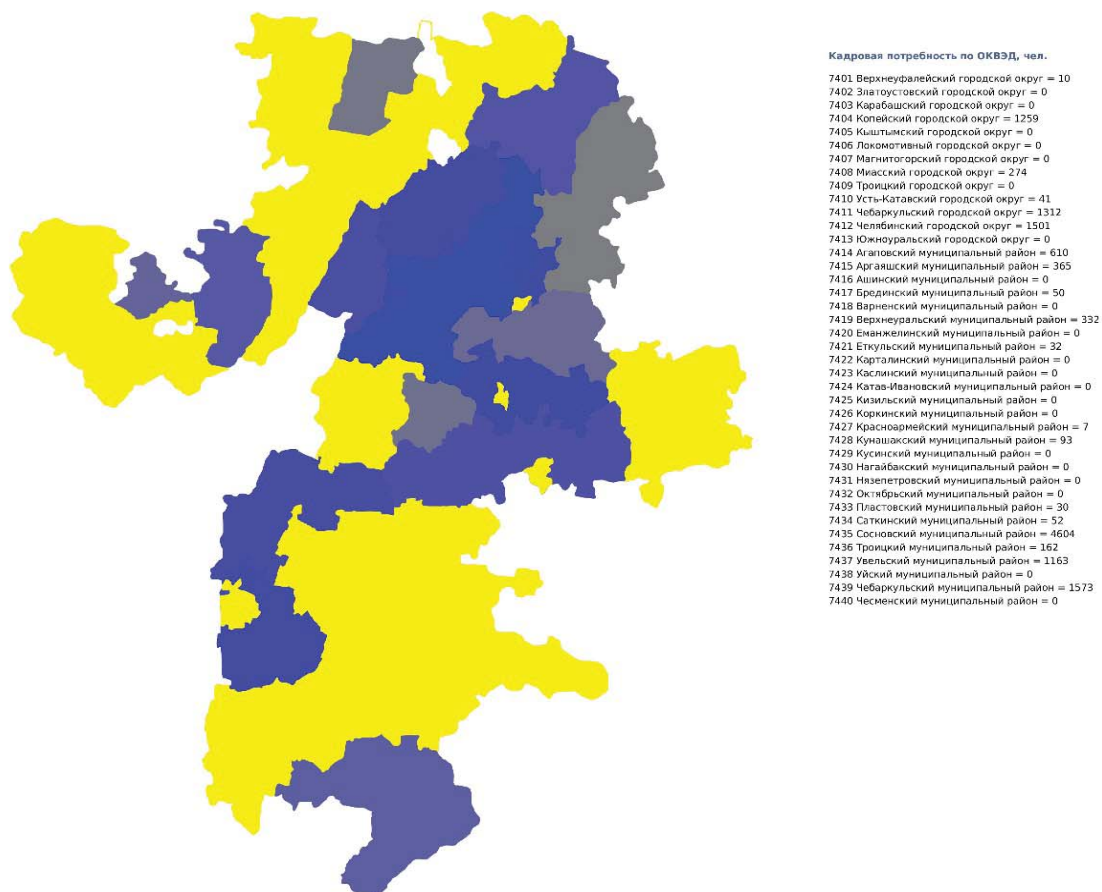 Кадровая потребность по ОКВЭД, чел.
7401 Верхнеуфалейский городской округ = 10
7402 Златоустовский городской округ = 0
7403 Карабашский городской округ = 0
7404 Копейский городской округ = 1259
7405 Кыштымский городской округ = 0
7406 Локомотивный городской округ = 0
7407 Магнитогорский городской округ = 0
7408 Миасский городской округ = 274
7409 Троицкий городской округ = 0
7410 Усть-Катавский городской округ = 41
7411 Чебаркульский городской округ = 1312
7412 Челябинский городской округ = 1501
7413 Южноуральский городской округ = 0
7414 Агаповский муниципальный район = 610
7415 Аргаяшский муниципальный район = 365
7416 Ашинский муниципальный район = 0
7417 Брединский муниципальный район = 50
7418 Варненский муниципальный район = 0
7419 Верхнеуральский муниципальный район = 332
7420 Еманжелинский муниципальный район = 0
7421 Еткульский муниципальный район = 32
7422 Карталинский муниципальный район = 0
7423 Каслинский муниципальный район = 0
7424 Катав-Ивановский муниципальный район = 0
7425 Кизильский муниципальный район = 0
7426 Коркинский муниципальный район = 0
7427 Красноармейский муниципальный район = 7
7428 Кунашакский муниципальный район = 93
7429 Кусинский муниципальный район = 0
7430 Нагайбакский муниципальный район = 0
7431 Нязепетровский муниципальный район = 0
7432 Октябрьский муниципальный район = 0
7433 Пластовский муниципальный район = 30
7434 Саткинский муниципальный район = 52
7435 Сосновский муниципальный район = 4604
7436 Троицкий муниципальный район = 162
7437 Увельский муниципальный район = 1163
7438 Уйский муниципальный район = 0
7439 Чебаркульский муниципальный район = 1573
7440 Чесменский муниципальный район = 0